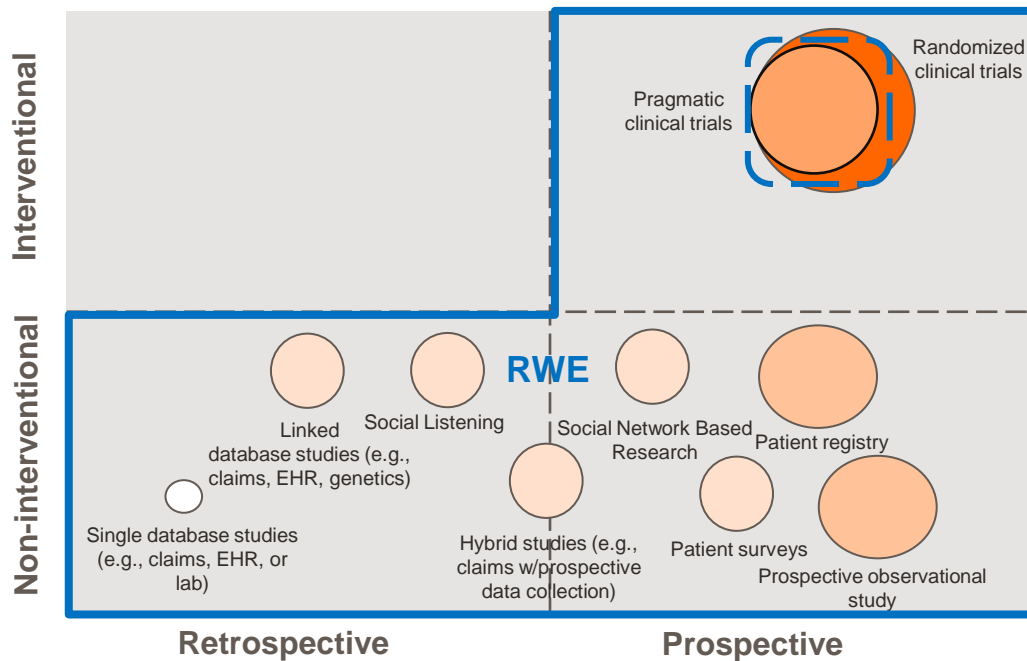 Interventional
Randomized
clinical trials
Pragmatic
clinical trials
Non-interventional
RWE
Linked
database studies (e.g.,
claims, EHR, genetics)
Social Listening
Social Network Based
Research
Patient registry
Single database studies
(e.g., claims, EHR, or
lab)
Hybrid studies (e.g.,
claims w/prospective
data collection)
Patient surveys
Prospective observational
study
Retrospective
Prospective